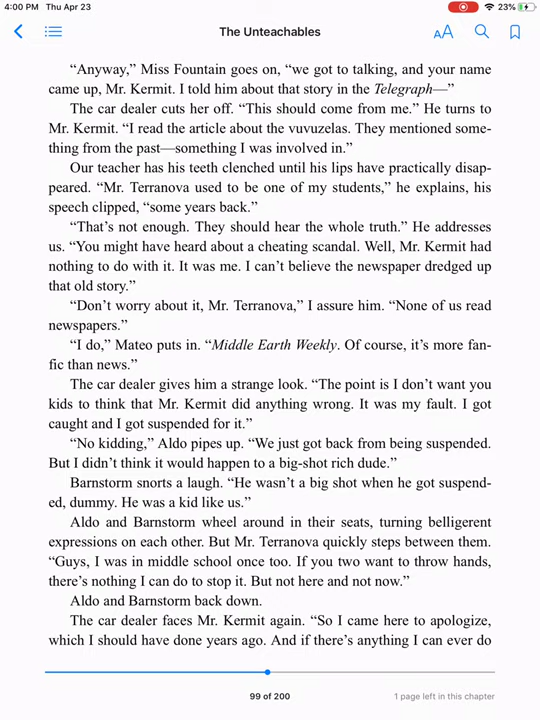 4:00 PM Thu Apr 23
23%
The Unteachables
AA
“Anyway,” Miss Fountain goes on, “we got to talking, and your name
came up, Mr. Kermit. I told him about that story in the Telegraph—”
The car dealer cuts her off. “This should come from me.” He turns to
Mr. Kermit. “I read the article about the vuvuzelas. They mentioned some-
thing from the past—something I was involved in.”
Our teacher has his teeth clenched until his lips have practically disap-
peared. “Mr. Terranova used to be one of my students,” he explains, his
speech clipped, “some years back.”
“That’s not enough. They should hear the whole truth.” He addresses
us. “You might have heard about a cheating scandal. Well, Mr. Kermit had
nothing to do with it. It was me. I can’t believe the newspaper dredged up
that old story.”
“Don’t worry about it, Mr. Terranova,” I assure him. “None of us read
newspapers.”
“I do,” Mateo puts in. “Middle Earth Weekly. Of course, it’s more fan-
fic than news.”
The car dealer gives him a strange look. “The point is I don’t want you
kids to think that Mr. Kermit did anything wrong. It was my fault. I got
caught and I got suspended for it.”
“No kidding,” Aldo pipes up. “We just got back from being suspended.
But I didn’t think it would happen to a big-shot rich dude.”
Barnstorm snorts a laugh. “He wasn’t a big shot when he got suspend-
ed, dummy. He was a kid like us.”
Aldo and Barnstorm wheel around in their seats, turning belligerent
expressions on each other. But Mr. Terranova quickly steps between them.
“Guys, I was in middle school once too. If you two want to throw hands,
there’s nothing I can do to stop it. But not here and not now.”
Aldo and Barnstorm back down.
The car dealer faces Mr. Kermit again. “So I came here to apologize,
which I should have done years ago. And if there’s anything I can ever do
99 of 200
1 page left in this chapter